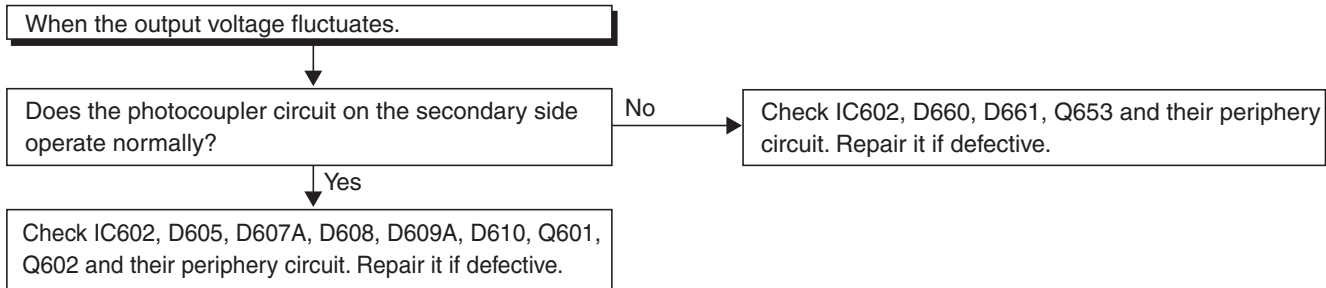 When the output voltage fluctuates.
Does the photocoupler circuit on the secondary side
operate normally?
No
Check IC602, D660, D661, Q653 and their periphery
circuit. Repair it if defective.
Yes
Check IC602, D605, D607A, D608, D609A, D610, Q601,
Q602 and their periphery circuit. Repair it if defective.